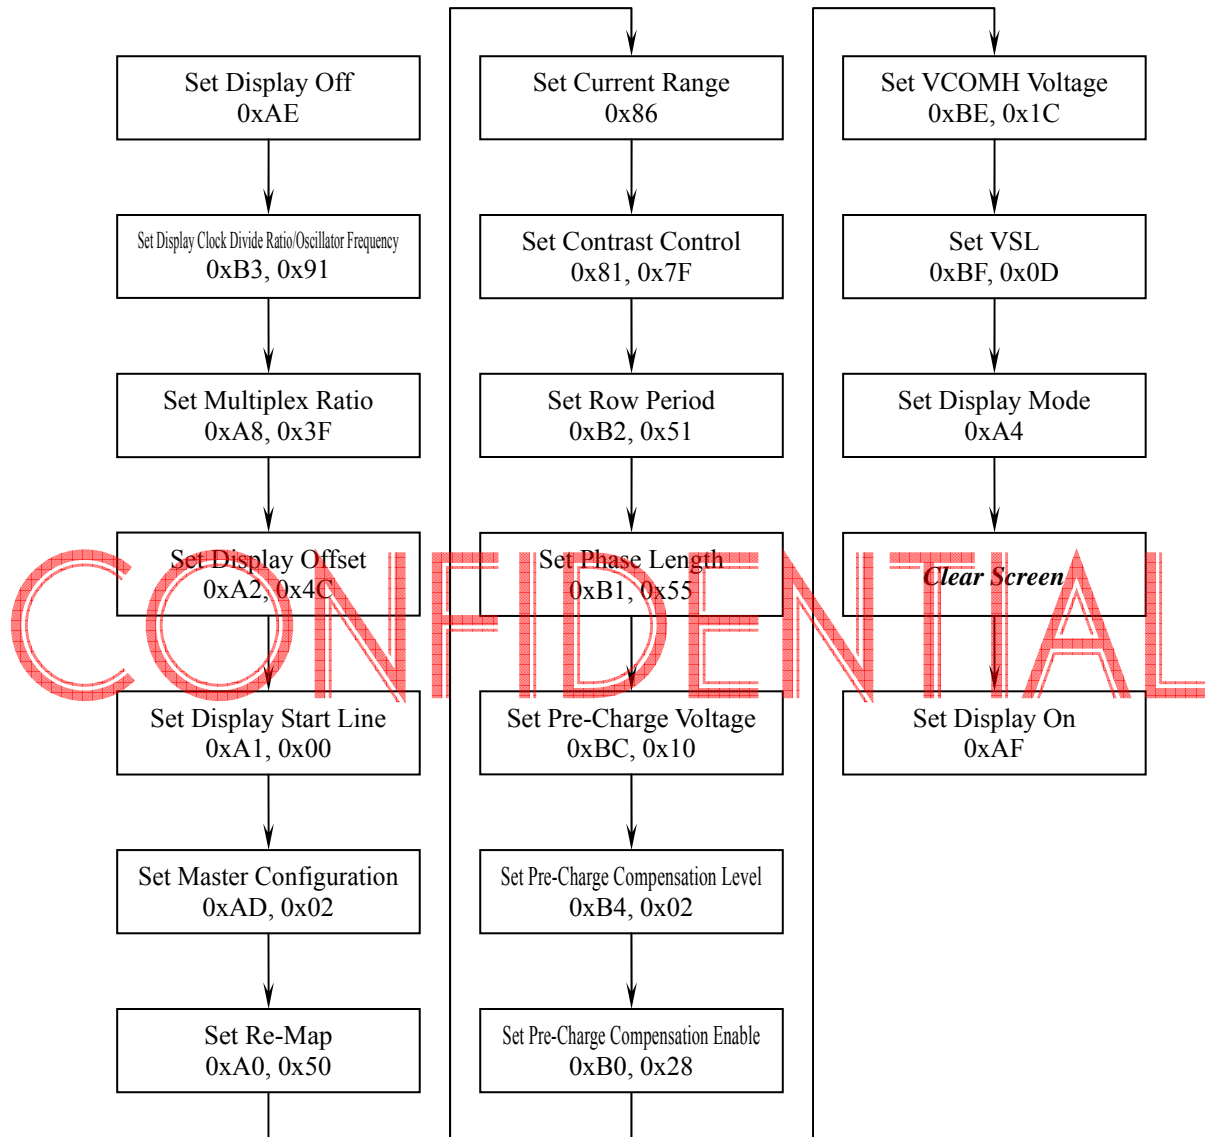 Set Display Off
0xAE
Set Display Clock Divide Ratio/Oscillator Frequency
0xB3, 0x91
Set Multiplex Ratio
0xA8, 0x3F
Set Display Offset
0xA2, 0x4C
Set Display Start Line
0xA1, 0x00
Set Master Configuration
0xAD, 0x02
Set Re-Map
0xA0, 0x50
Set Current Range
0x86
Set Contrast Control
0x81, 0x7F
Set Row Period
0xB2, 0x51
Set Phase Length
0xB1, 0x55
Set Pre-Charge Voltage
0xBC, 0x10
Set Pre-Charge Compensation Level
0xB4, 0x02
Set Pre-Charge Compensation Enable
0xB0, 0x28
Set VCOMH Voltage
0xBE, 0x1C
Set VSL
0xBF, 0x0D
Set Display Mode
0xA4
Clear Screen
Set Display On
0xAF
CONFIDENTIAL